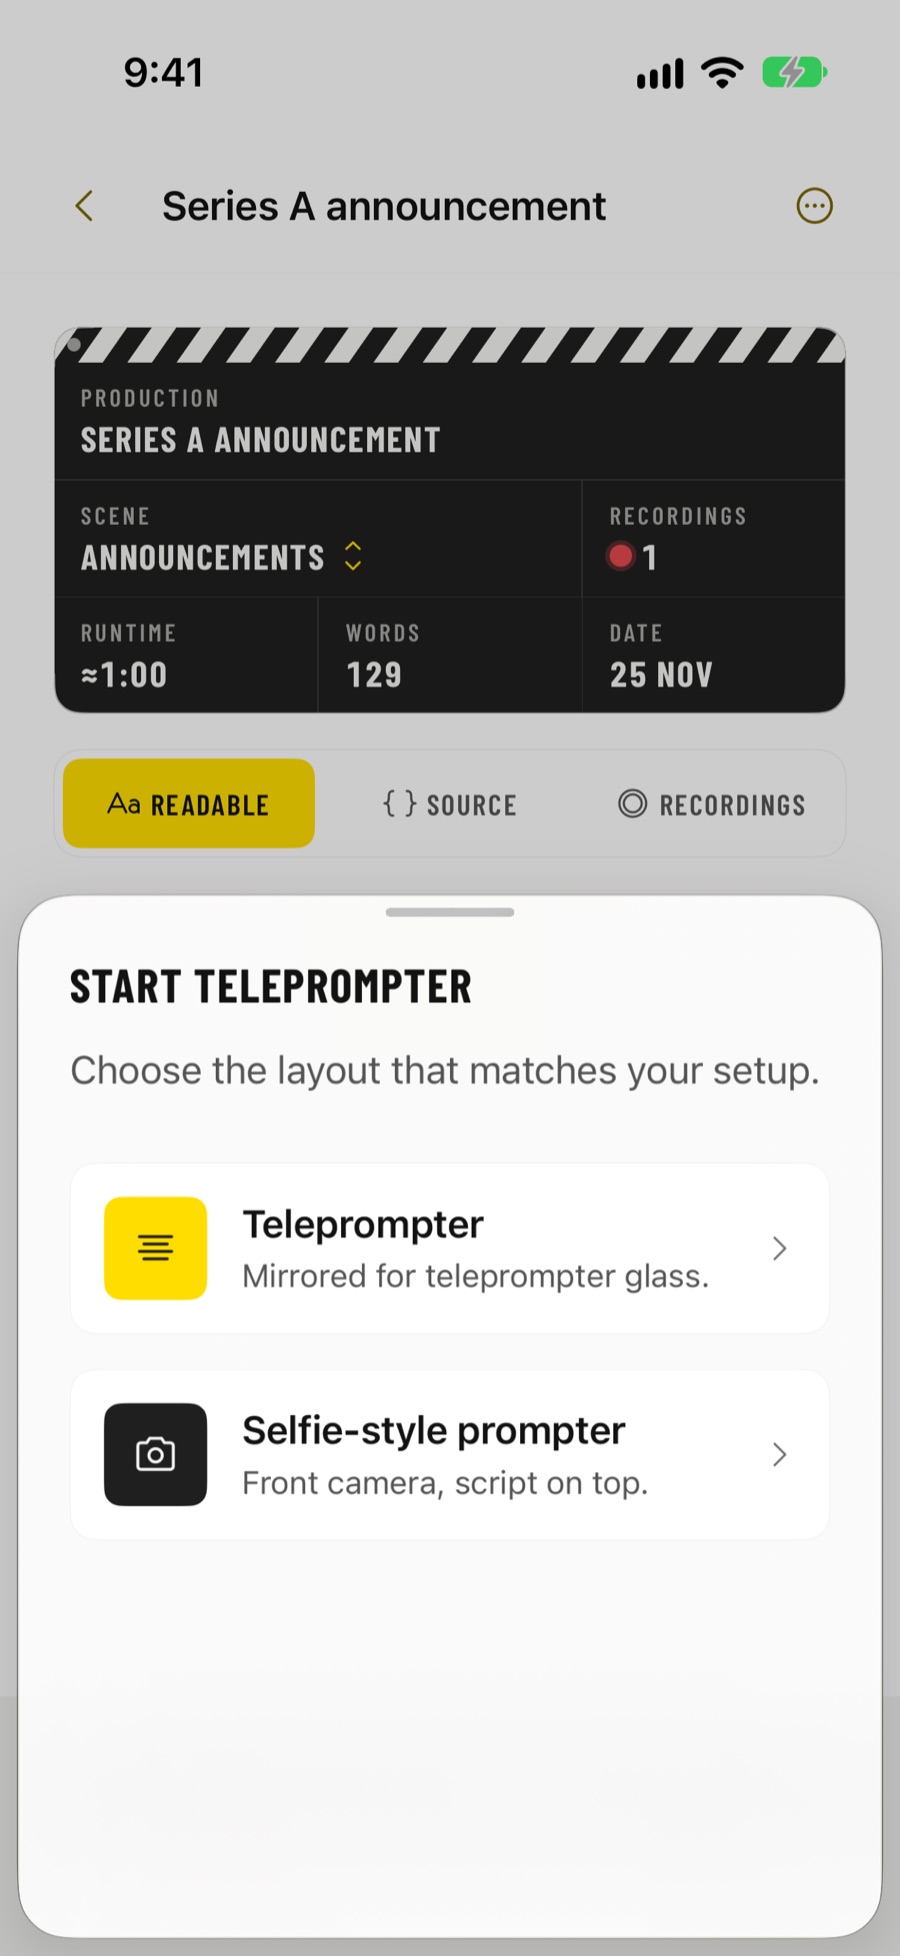 9:41
Series A announcement
PRODUCTION
SERIES A ANNOUNCEMENT
SCENE
ANNOUNCEMENTS
RECORDINGS
1
RUNTIME
≈1:00
WORDS
129
DATE
25 NOV
Aa READABLE
{ } SOURCE
RECORDINGS
START TELEPROMPTER
Choose the layout that matches your setup.
Teleprompter
Mirrored for teleprompter glass.
Selfie-style prompter
Front camera, script on top.